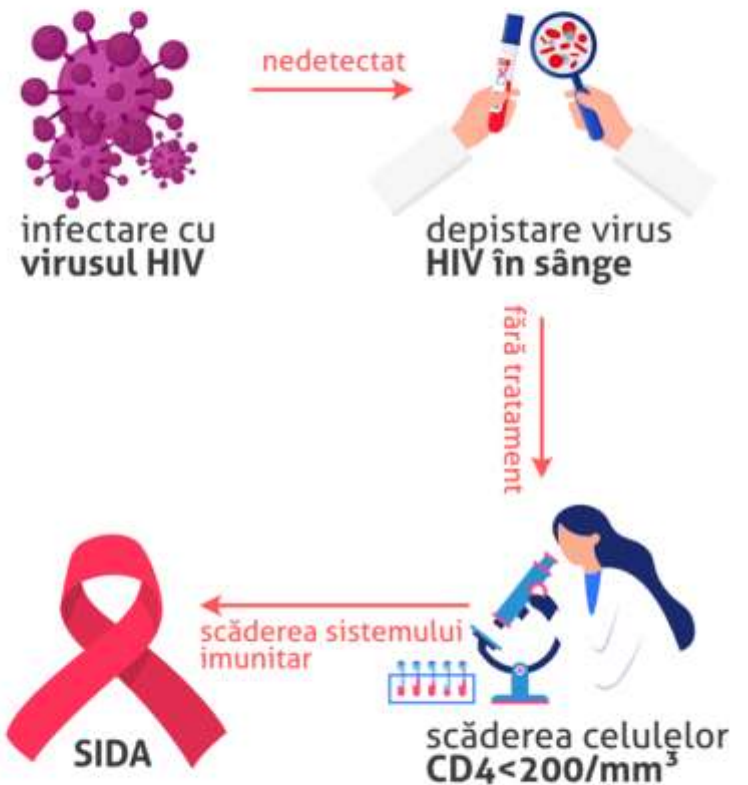 nedetectat
infectare cu
virusul HIV
depistare virus
HIV în sânge
fără tratament
scăderea sistemului
imunitar
SIDA
scăderea celulelor
CD4<200/mm³